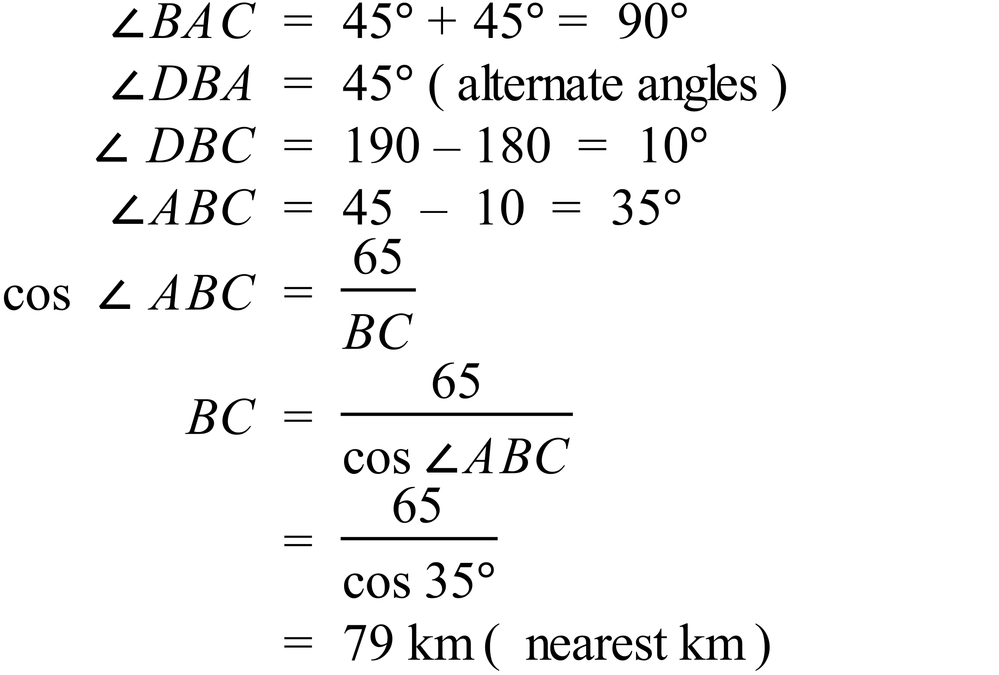 ∠BAC = 45° + 45° = 90°
∠DBA = 45° ( alternate angles )
∠ DBC = 190 – 180 = 10°
∠ABC = 45 – 10 = 35°
cos ∠ ABC = 65/BC
BC = 65/cos ∠ABC
= 65/cos 35°
= 79 km ( nearest km )